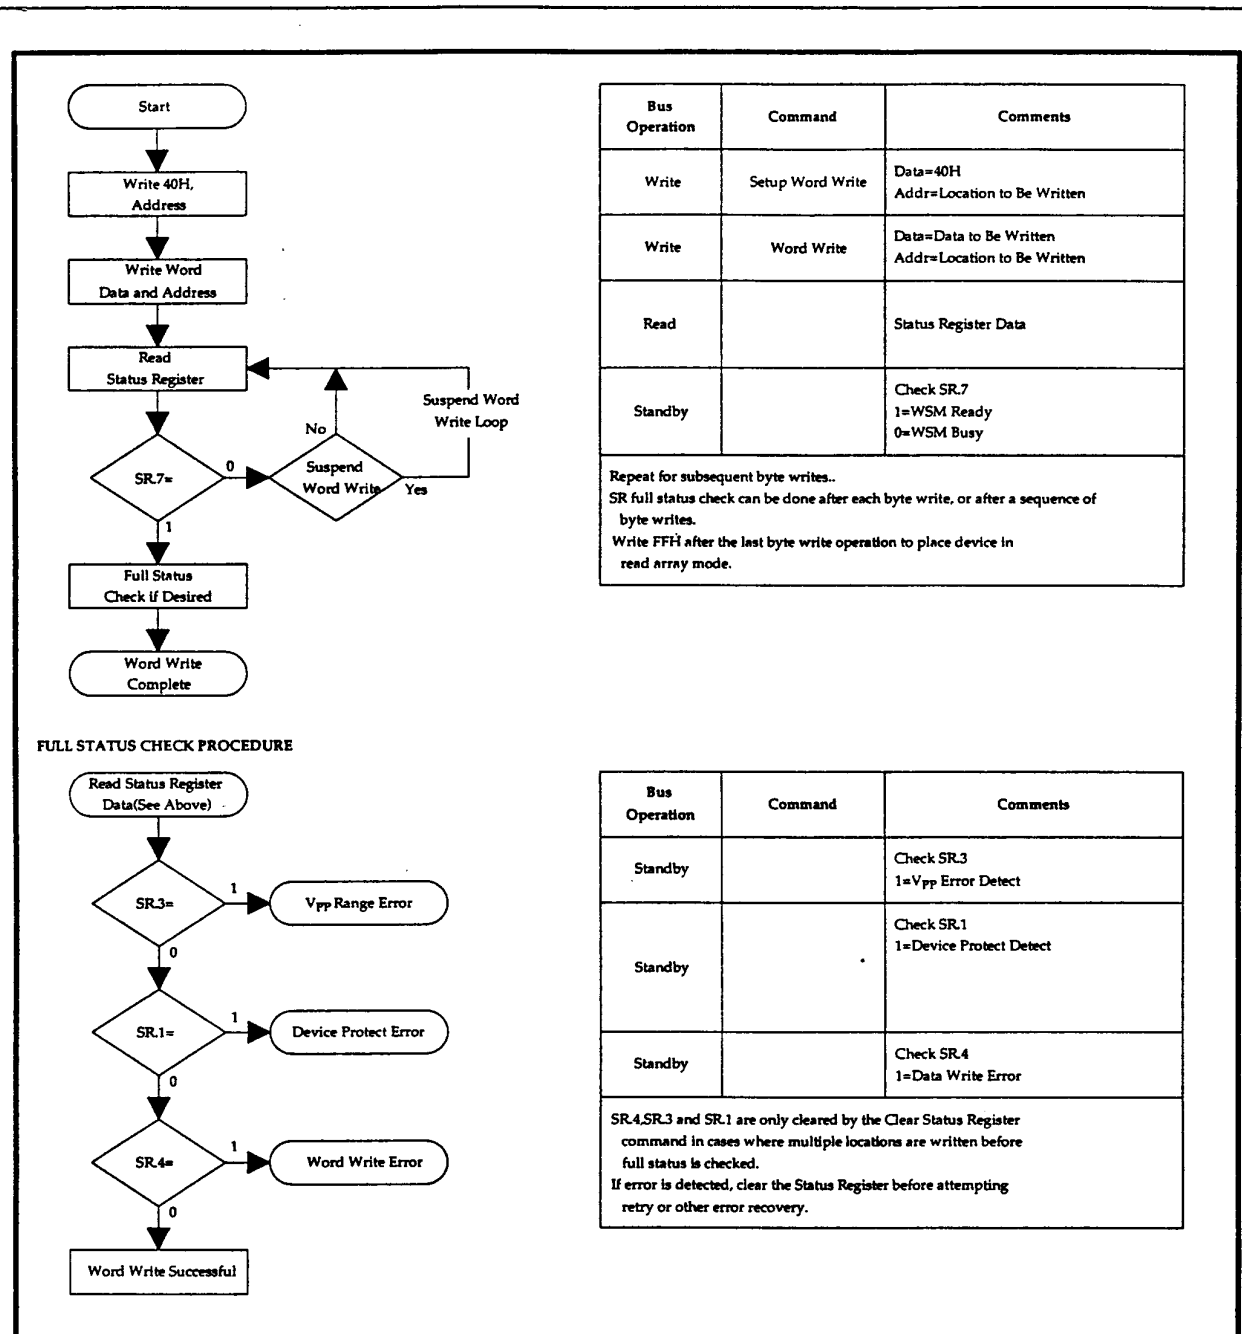 Start
Write 40H,
Address
Write Word
Data and Address
Read
Status Register
Suspend Word
Write Loop
No
SR.7=
0
Suspend
Word Write
Yes
1
Full Status
Check if Desired
Word Write
Complete
Bus
Operation
Command
Comments
Write
Setup Word Write
Data=40H
Addr=Location to Be Written
Write
Word Write
Data=Data to Be Written
Addr=Location to Be Written
Read
Status Register Data
Standby
Check SR.7
1=WSM Ready
0=WSM Busy
Repeat for subsequent byte writes..
SR full status check can be done after each byte write, or after a sequence of
byte writes.
Write FFH after the last byte write operation to place device in
read array mode.
FULL STATUS CHECK PROCEDURE
Read Status Register
Data(See Above)
SR.3=
1
VPP Range Error
0
SR.1=
1
Device Protect Error
0
SR.4=
1
Word Write Error
0
Word Write Successful
Bus
Operation
Command
Comments
Standby
Check SR.3
1=VPP Error Detect
Standby
Check SR.1
1=Device Protect Detect
Standby
Check SR.4
1=Data Write Error
SR.4,SR.3 and SR.1 are only cleared by the Clear Status Register
command in cases where multiple locations are written before
full status is checked.
If error is detected, clear the Status Register before attempting
retry or other error recovery.